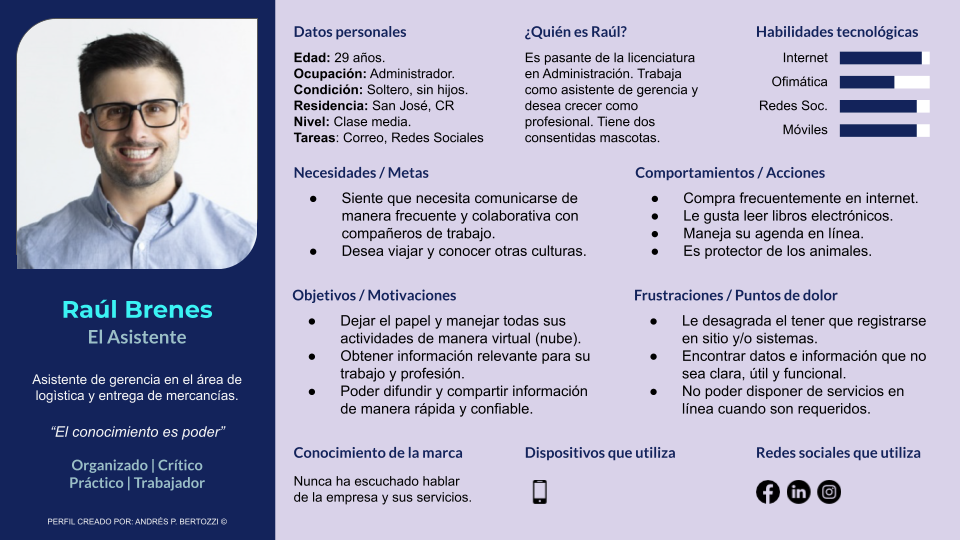 Raúl Brenes
El Asistente
Asistente de gerencia en el área de
logìstica y entrega de mercancías.
“El conocimiento es poder”
Organizado | Crítico
Práctico | Trabajador
PERFIL CREADO POR: ANDRÉS P. BERTOZZI ©
Datos personales
Edad: 29 años.
Ocupación: Administrador.
Condición: Soltero, sin hijos.
Residencia: San José, CR
Nivel: Clase media.
Tareas: Correo, Redes Sociales
¿Quién es Raúl?
Es pasante de la licenciatura
en Administración. Trabaja
como asistente de gerencia y
desea crecer como
profesional. Tiene dos
consentidas mascotas.
Habilidades tecnológicas
Internet
Ofimática
Redes Soc.
Móviles
Necesidades / Metas
● Siente que necesita comunicarse de
manera frecuente y colaborativa con
compañeros de trabajo.
● Desea viajar y conocer otras culturas.
Comportamientos / Acciones
● Compra frecuentemente en internet.
● Le gusta leer libros electrónicos.
● Maneja su agenda en línea.
● Es protector de los animales.
Objetivos / Motivaciones
● Dejar el papel y manejar todas sus
actividades de manera virtual (nube).
● Obtener información relevante para su
trabajo y profesión.
● Poder difundir y compartir información
de manera rápida y confiable.
Frustraciones / Puntos de dolor
● Le desagrada el tener que registrarse
en sitio y/o sistemas.
● Encontrar datos e información que no
sea clara, útil y funcional.
● No poder disponer de servicios en
línea cuando son requeridos.
Conocimiento de la marca
Nunca ha escuchado hablar
de la empresa y sus servicios.
Dispositivos que utiliza
Redes sociales que utiliza